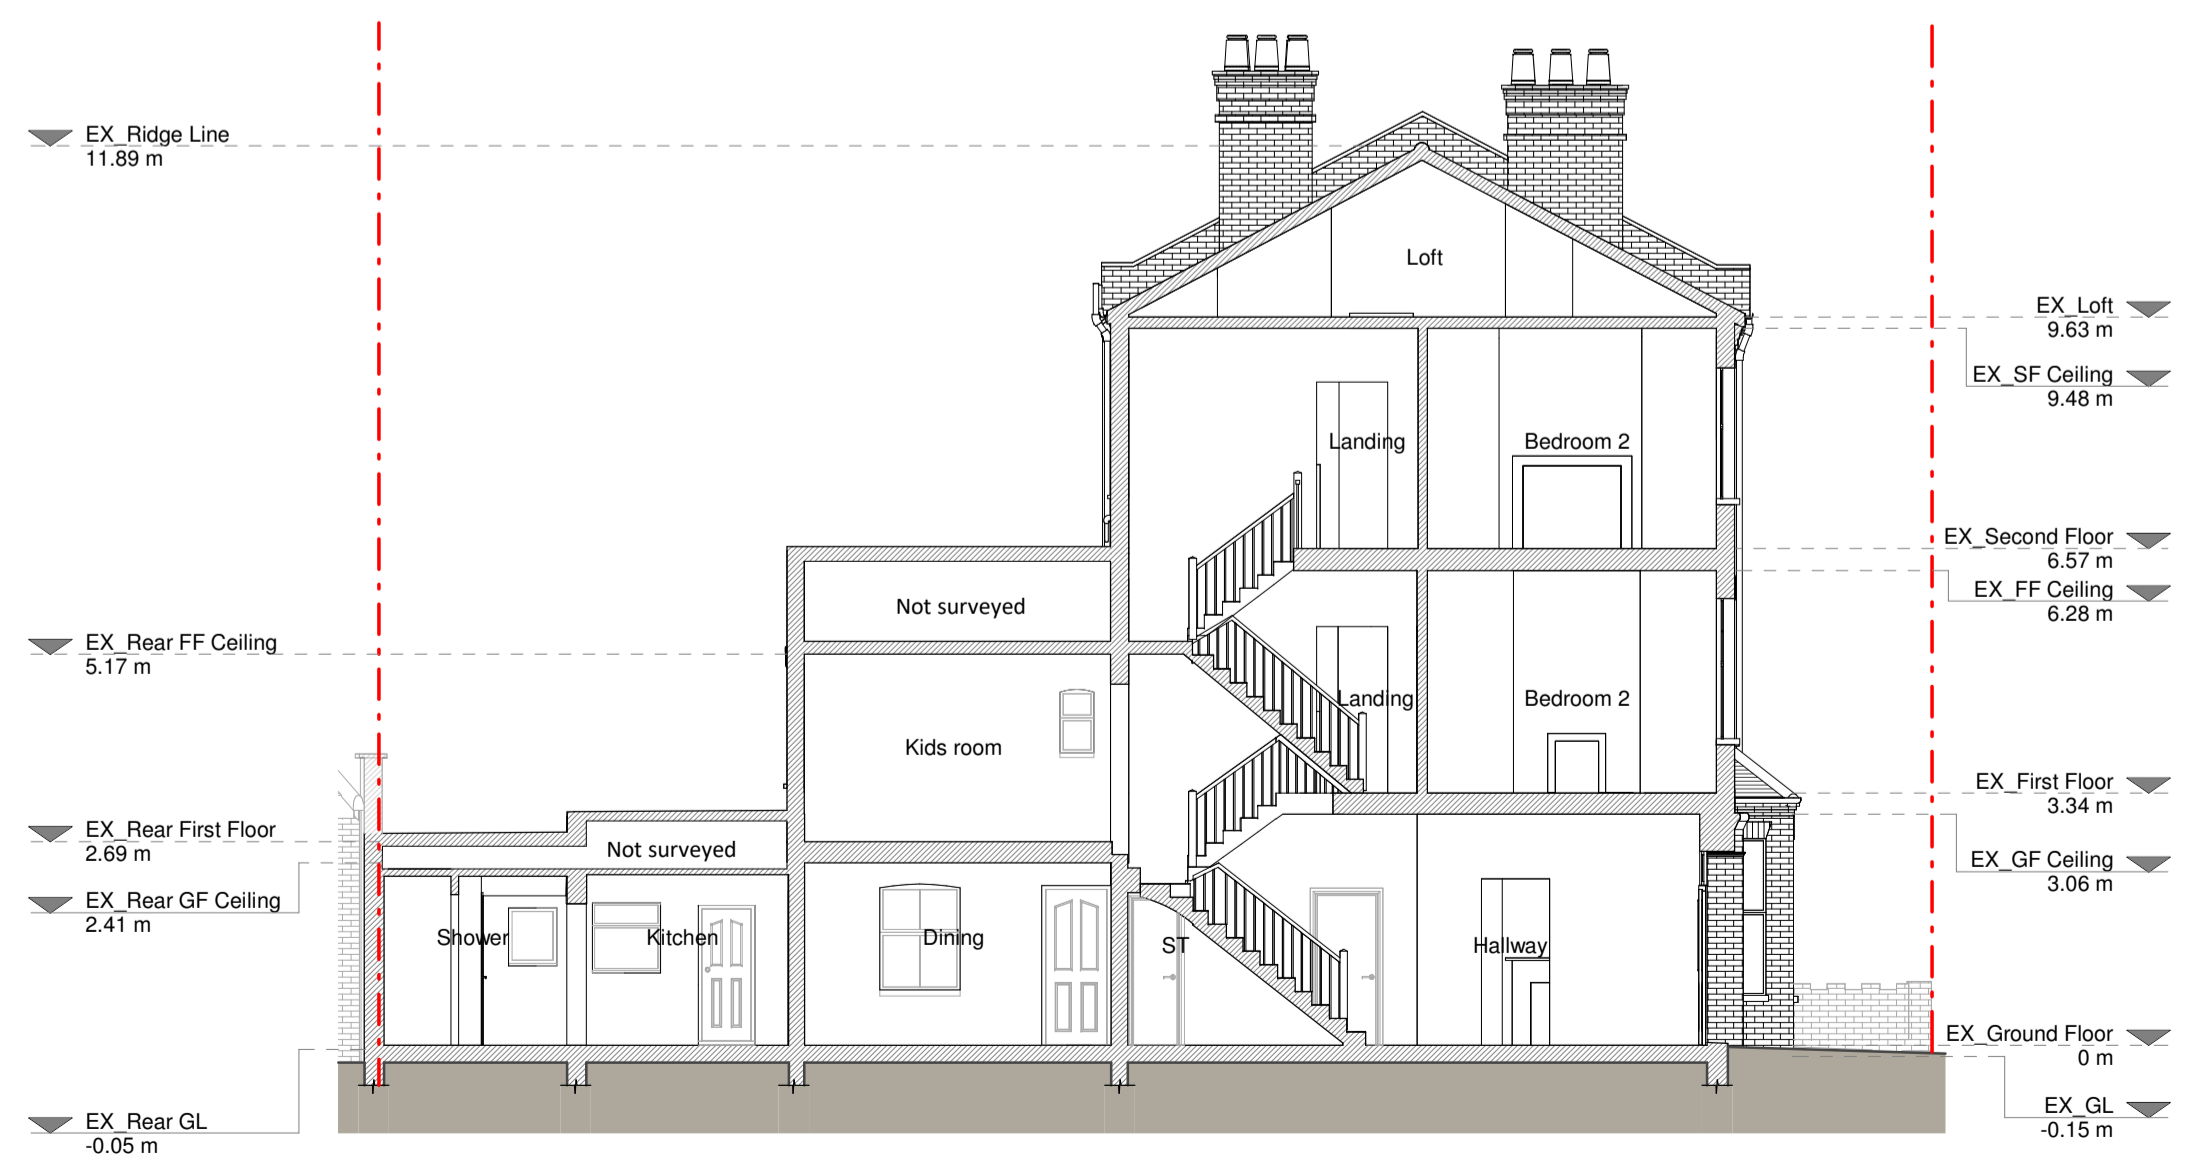 EX_Ridge Line
11.89 m
Loft
EX_Loft
9.63 m
EX_SF Ceiling
9.48 m
Landing
Bedroom 2
EX_Second Floor
6.57 m
EX_FF Ceiling
6.28 m
Not surveyed
EX_Rear FF Ceiling
5.17 m
Landing
Bedroom 2
Kids room
EX_First Floor
3.34 m
EX_Rear First Floor
2.69 m
Not surveyed
EX_GF Ceiling
3.06 m
EX_Rear GF Ceiling
2.41 m
Shower
Kitchen
Dining
ST
Hallway
EX_Ground Floor
0 m
EX_Rear GL
-0.05 m
EX_GL
-0.15 m